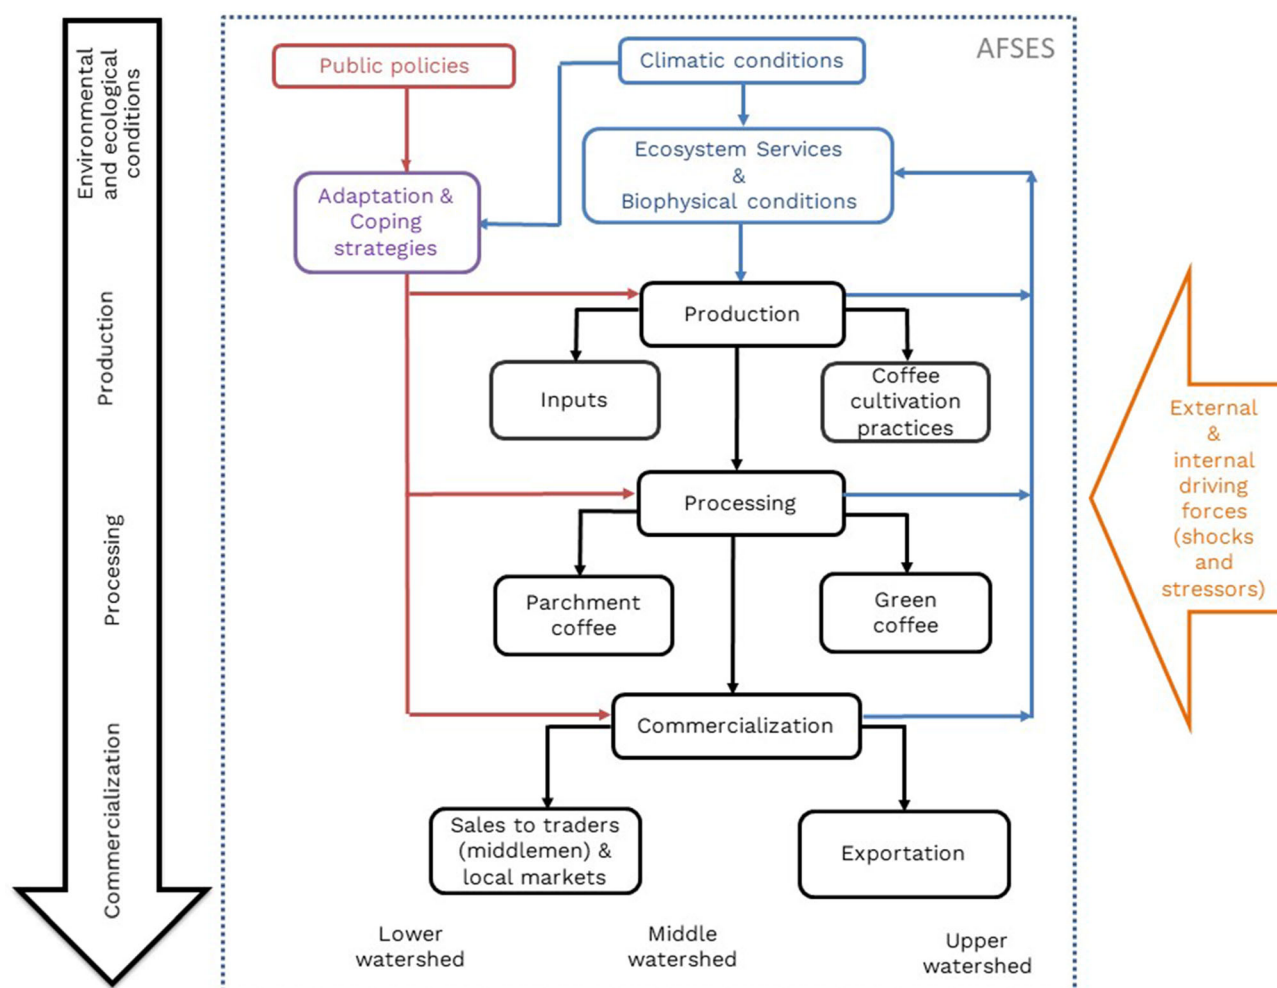 AFSES
Environmental
and ecological
conditions
Production
Processing
Commercialization
Public policies
Climatic conditions
Ecosystem Services
&
Biophysical conditions
Adaptation &
Coping
strategies
Production
Inputs
Coffee
cultivation
practices
Processing
Parchment
coffee
Green
coffee
Commercialization
Sales to traders
(middlemen) &
local markets
Exportation
Lower
watershed
Middle
watershed
Upper
watershed
External
&
internal
driving
forces
(shocks
and
stressors)